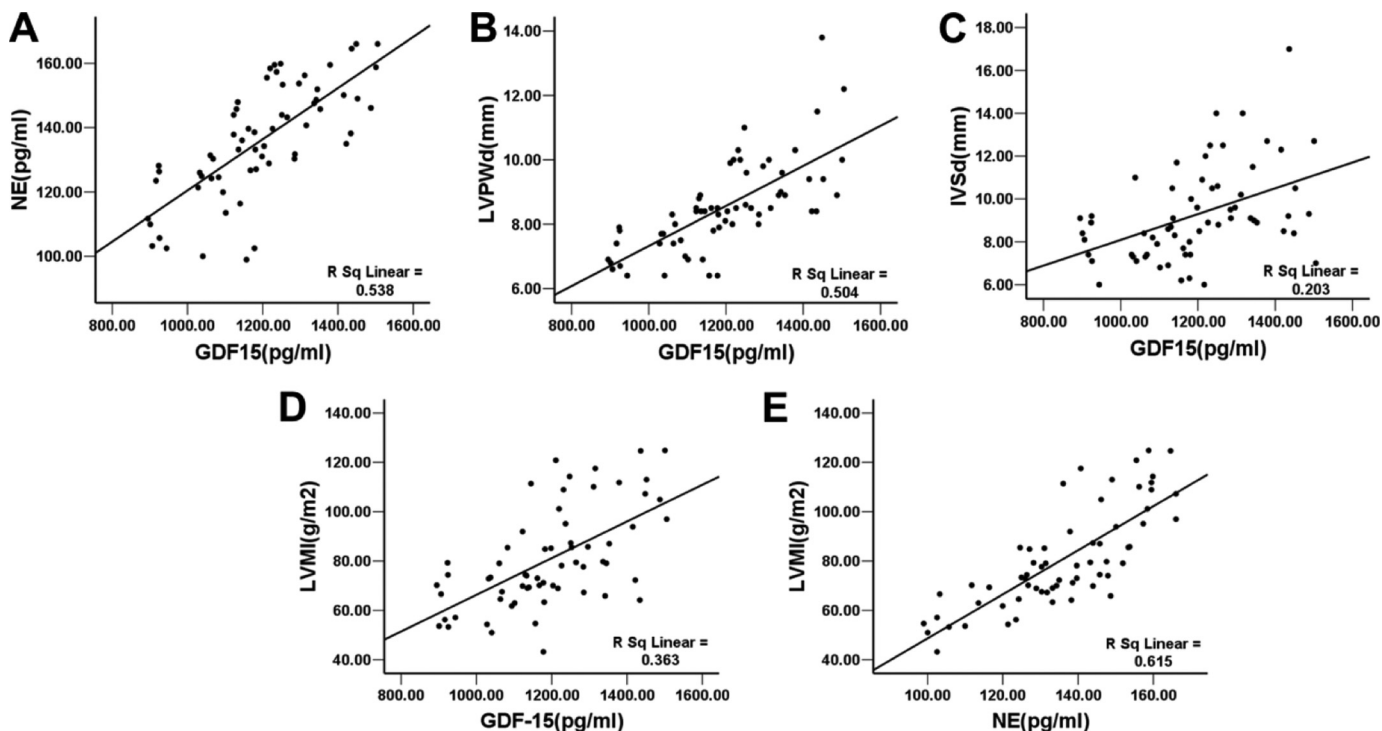 A
NE(pg/ml)
160.00
140.00
120.00
100.00
R Sq Linear =
0.538
800.00 1000.00 1200.00 1400.00 1600.00
GDF15(pg/ml)
B
LVPWd(mm)
14.00
12.00
10.00
8.00
6.00
R Sq Linear =
0.504
800.00 1000.00 1200.00 1400.00 1600.00
GDF15(pg/ml)
C
IVSd(mm)
18.00
16.00
14.00
12.00
10.00
8.00
6.00
R Sq Linear =
0.203
800.00 1000.00 1200.00 1400.00 1600.00
GDF15(pg/ml)
D
LVMI(g/m2)
140.00
120.00
100.00
80.00
60.00
40.00
R Sq Linear =
0.363
800.00 1000.00 1200.00 1400.00 1600.00
GDF-15(pg/ml)
E
LVMI(g/m2)
140.00
120.00
100.00
80.00
60.00
40.00
R Sq Linear =
0.615
100.00 120.00 140.00 160.00
NE(pg/ml)